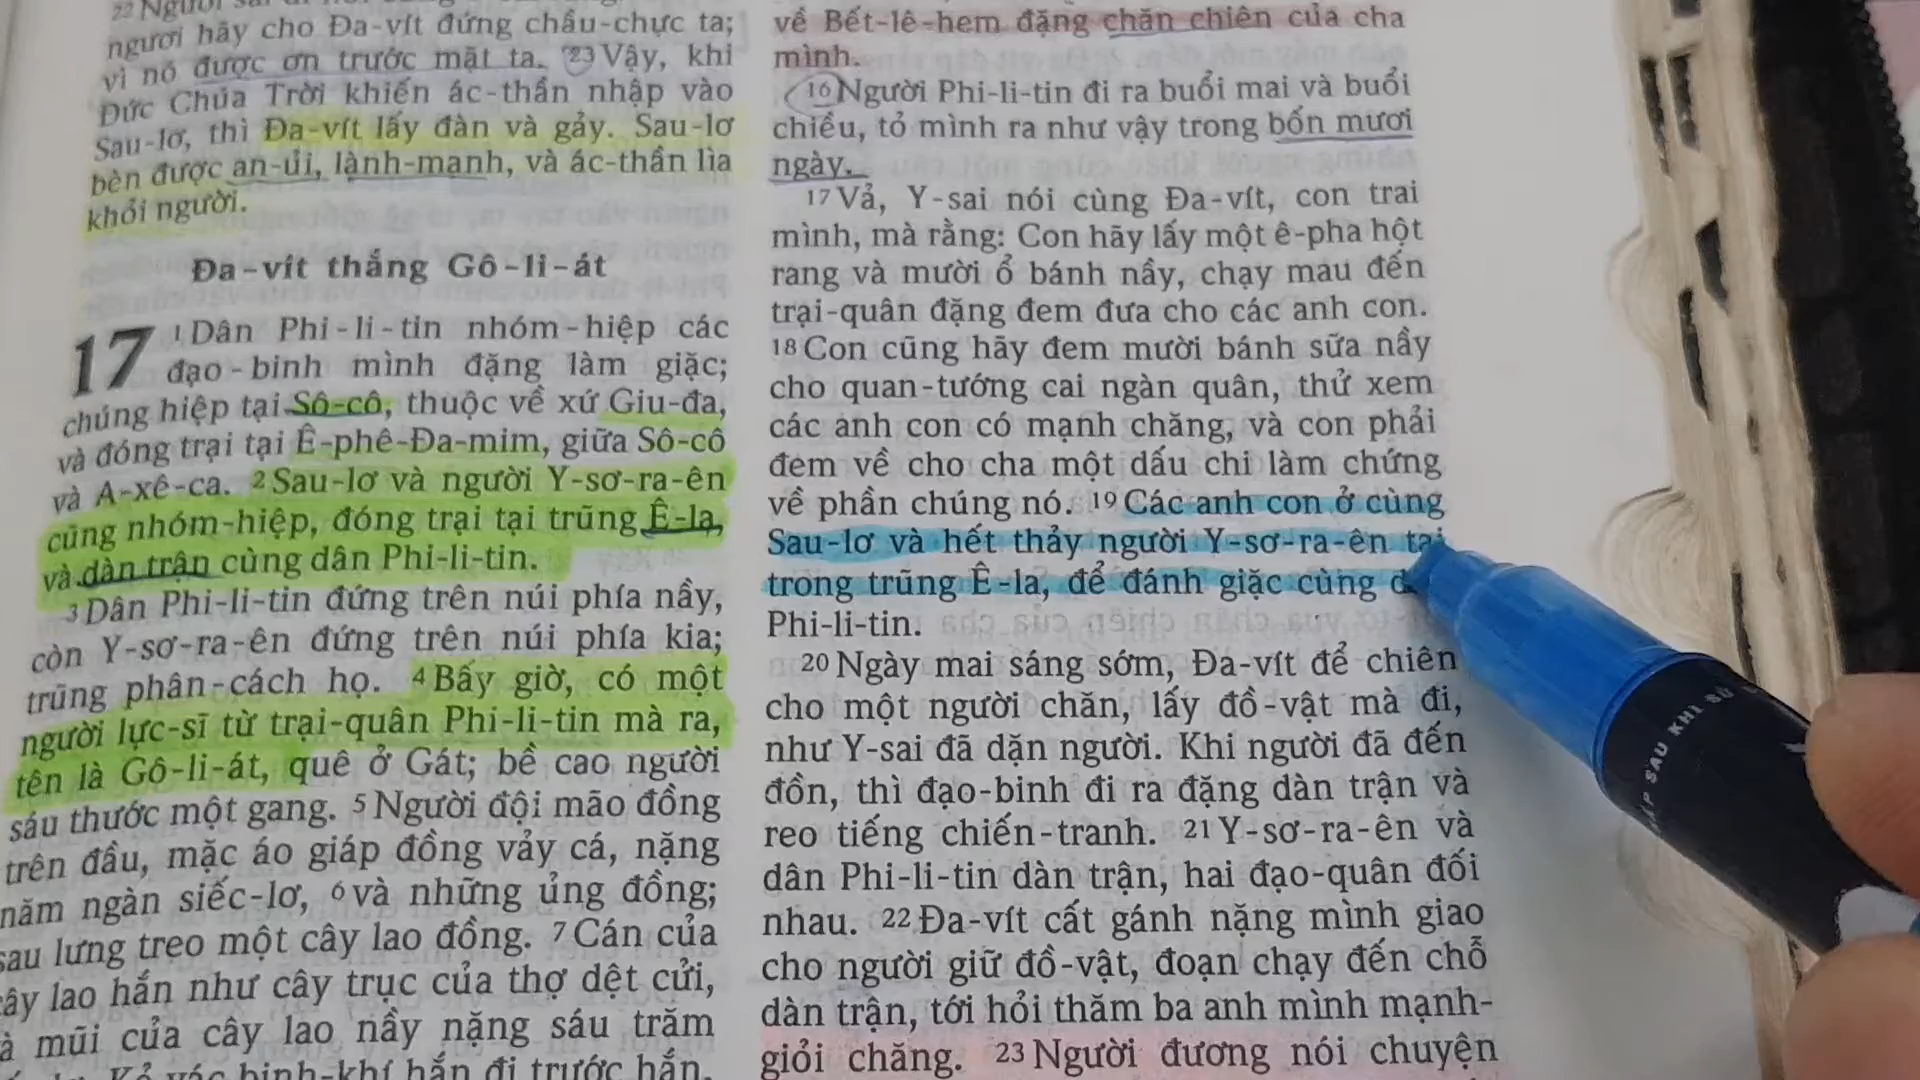 22 Người
ngươi hãy cho Đa-vít đứng chầu-chực ta;
vì nó được ơn trước mặt ta. 23 Vậy, khi
Đức Chúa Trời khiến ác-thần nhập vào
Sau-lơ, thì Đa-vít lấy đàn và gảy. Sau-lơ
bèn được an-ủi, lành-mạnh, và ác-thần lìa
khỏi người.
Đa-vít thắng Gô-li-át
17 1 Dân Phi-li-tin nhóm-hiệp các
đạo-binh mình đặng làm giặc;
chúng hiệp tại Sô-cô, thuộc về xứ Giu-đa,
và đóng trại tại Ê-phê-Đa-mim, giữa Sô-cô
và A-xê-ca. 2 Sau-lơ và người Y-sơ-ra-ên
cũng nhóm-hiệp, đóng trại tại trũng Ê-la,
và dàn trận cùng dân Phi-li-tin.
3 Dân Phi-li-tin đứng trên núi phía nầy,
còn Y-sơ-ra-ên đứng trên núi phía kia;
trũng phân-cách họ. 4 Bấy giờ, có một
người lực-sĩ từ trại-quân Phi-li-tin mà ra,
tên là Gô-li-át, quê ở Gát; bề cao người
sáu thước một gang. 5 Người đội mão đồng
trên đầu, mặc áo giáp đồng vảy cá, nặng
năm ngàn siếc-lơ, 6 và những ủng đồng;
sau lưng treo một cây lao đồng. 7 Cán của
cây lao hắn như cây trục của thợ dệt cửi,
mũi của cây lao nầy nặng sáu trăm
Kẻ vác binh-khí hắn đi trước hắn.
về Bết-lê-hem đặng chăn chiên của cha
mình.
16 Người Phi-li-tin đi ra buổi mai và buổi
chiều, tỏ mình ra như vậy trong bốn mươi
ngày.
17 Vả, Y-sai nói cùng Đa-vít, con trai
mình, mà rằng: Con hãy lấy một ê-pha hột
rang và mười ổ bánh nầy, chạy mau đến
trại-quân đặng đem đưa cho các anh con.
18 Con cũng hãy đem mười bánh sữa nầy
cho quan-tướng cai ngàn quân, thử xem
các anh con có mạnh chăng, và con phải
đem về cho cha một dấu chi làm chứng
về phần chúng nó. 19 Các anh con ở cùng
Sau-lơ và hết thảy người Y-sơ-ra-ên tại
trong trũng Ê-la, để đánh giặc cùng
Phi-li-tin.
20 Ngày mai sáng sớm, Đa-vít để chiên
cho một người chăn, lấy đồ-vật mà đi,
như Y-sai đã dặn người. Khi người đã đến
đồn, thì đạo-binh đi ra đặng dàn trận và
reo tiếng chiến-tranh. 21 Y-sơ-ra-ên và
dân Phi-li-tin dàn trận, hai đạo-quân đối
nhau. 22 Đa-vít cất gánh nặng mình giao
cho người giữ đồ-vật, đoạn chạy đến chỗ
dàn trận, tới hỏi thăm ba anh mình mạnh-
giỏi chăng. 23 Người đương nói chuyện
SAU KHI SỬ